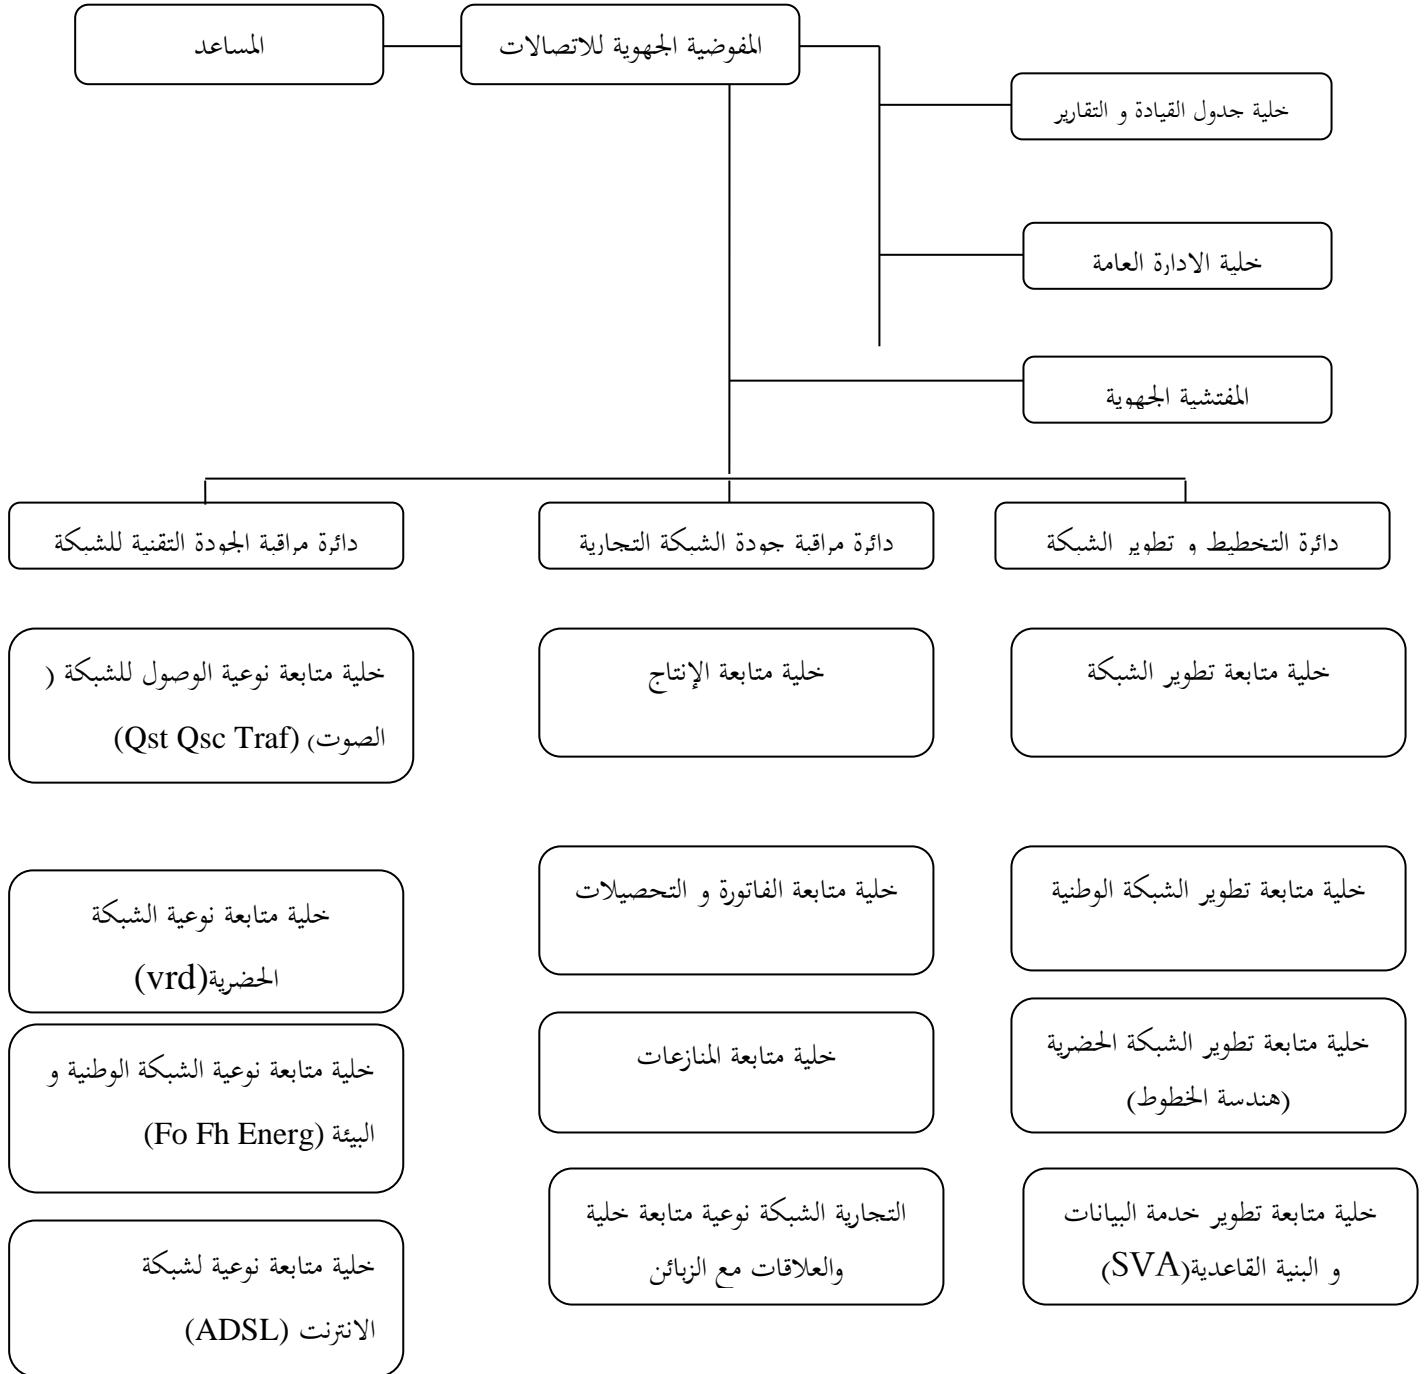 المفوضية الجهوية للاتصالات
المساعد
خلية جدول القيادة و التقارير
خلية الادارة العامة
المفتشية الجهوية
دائرة التخطيط و تطوير الشبكة
دائرة مراقبة جودة الشبكة التجارية
دائرة مراقبة الجودة التقنية للشبكة
خلية متابعة تطوير الشبكة
خلية متابعة الإنتاج
خلية متابعة نوعية الوصول للشبكة (
الصوت) (Qst Qsc Traf)
خلية متابعة تطوير الشبكة الوطنية
خلية متابعة الفاتورة و التحصيلات
خلية متابعة نوعية الشبكة
الحضرية(vrd)
خلية متابعة تطوير الشبكة الحضرية
(هندسة الخطوط)
خلية متابعة المنازعات
خلية متابعة نوعية الشبكة الوطنية و
البيئة (Fo Fh Energ)
خلية متابعة تطوير خدمة البيانات
و البنية القاعدية(SVA)
التجارية الشبكة نوعية متابعة خلية
والعلاقات مع الزبائن
خلية متابعة نوعية لشبكة
الانترنت (ADSL)